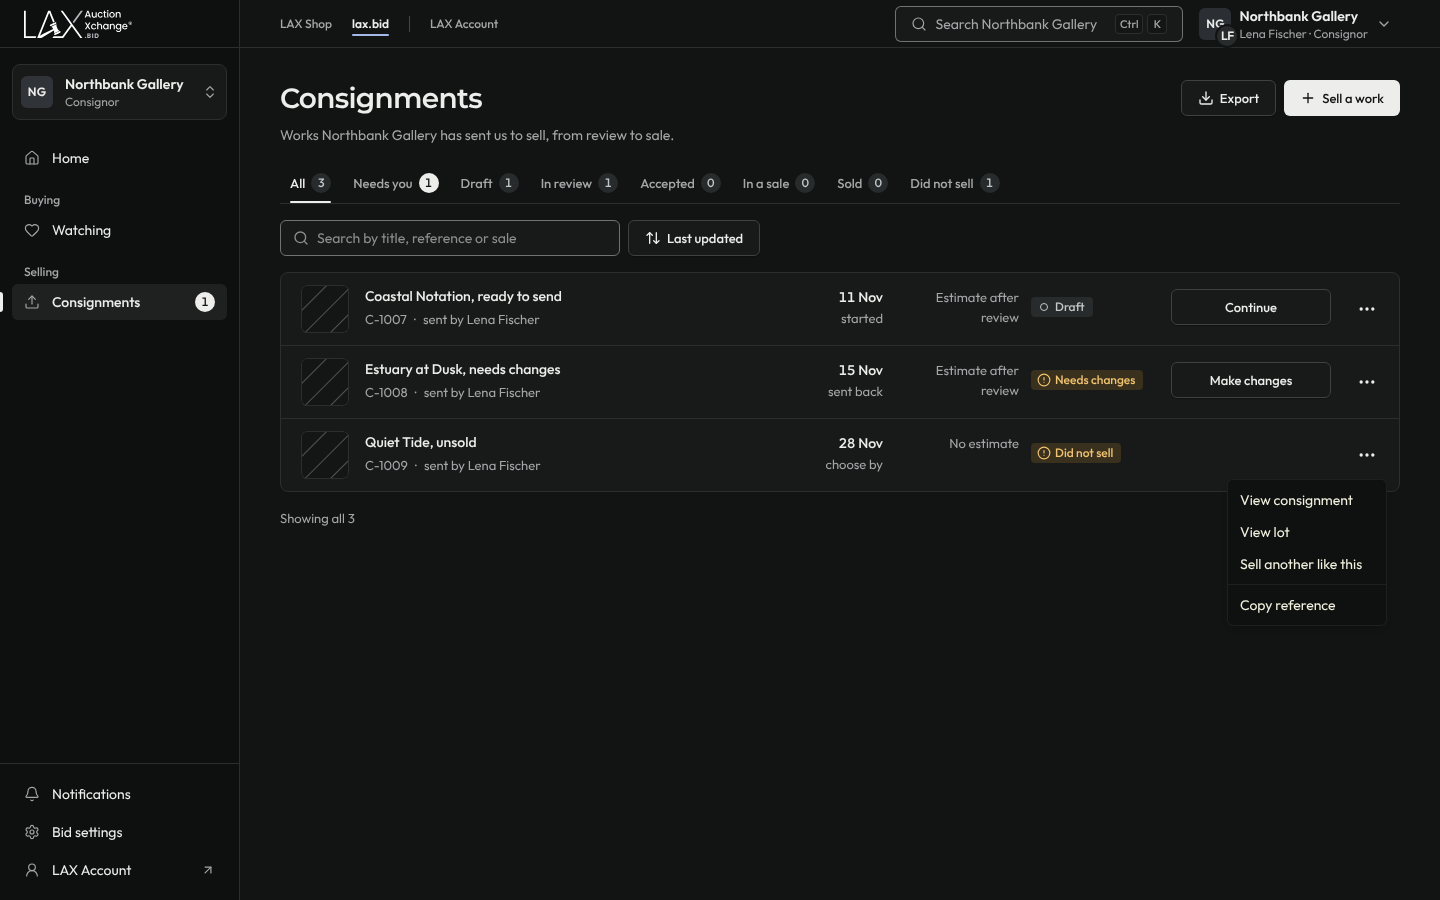 LAX Auction Xchange® .BID
LAX Shop
lax.bid
LAX Account
Search Northbank Gallery
Ctrl K
NG
LF
Northbank Gallery
Lena Fischer · Consignor
NG
Northbank Gallery
Consignor
Home
Buying
Watching
Selling
Consignments 1
Notifications
Bid settings
LAX Account
Consignments
Works Northbank Gallery has sent us to sell, from review to sale.
Export
Sell a work
All 3 Needs you 1 Draft 1 In review 1 Accepted 0 In a sale 0 Sold 0 Did not sell 1
Search by title, reference or sale
Last updated
Coastal Notation, ready to send
C-1007 · sent by Lena Fischer
11 Nov
started
Estimate after
review
Draft
Continue
Estuary at Dusk, needs changes
C-1008 · sent by Lena Fischer
15 Nov
sent back
Estimate after
review
Needs changes
Make changes
Quiet Tide, unsold
C-1009 · sent by Lena Fischer
28 Nov
choose by
No estimate
Did not sell
View consignment
View lot
Sell another like this
Copy reference
Showing all 3